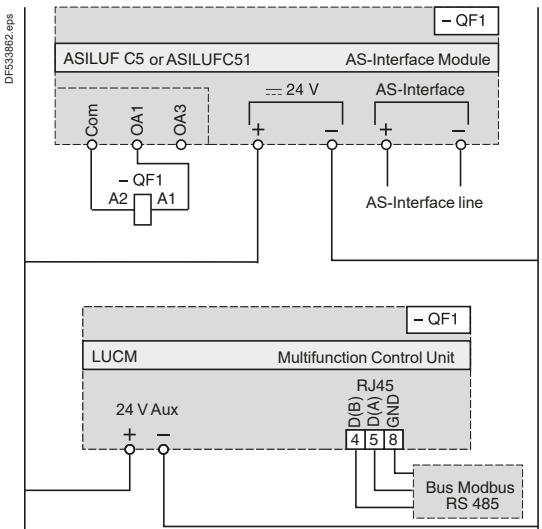 DF533862.eps
– QF1
ASILUF C5 or ASILUFC51 AS-Interface Module
24 V AS-Interface
Com OA1 OA3
+ – + –
– QF1
A2 A1
AS-Interface line
– QF1
LUCM Multifunction Control Unit
RJ45
24 V Aux
D(B) D(A) GND
+ –
4 5 8
Bus Modbus
RS 485